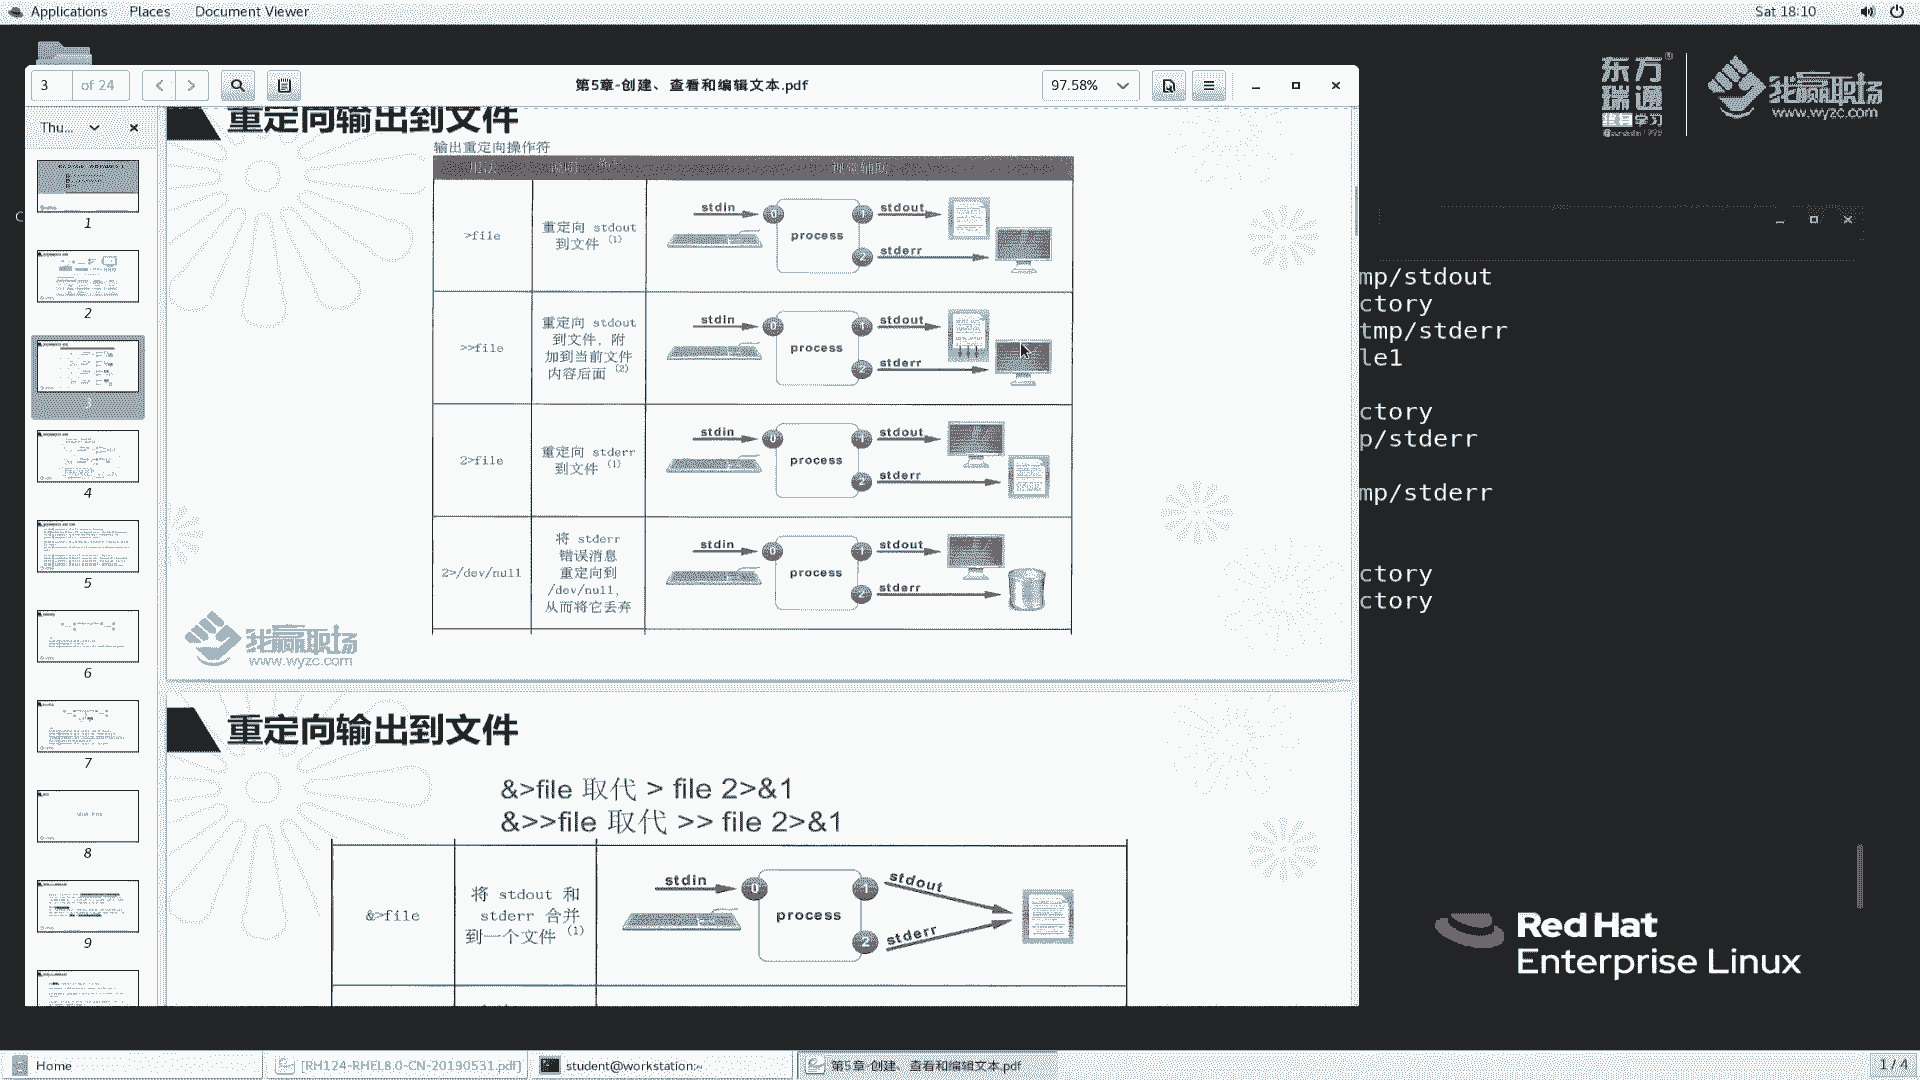 Applications Places Document Viewer
Sat 18:10
3 of 24
第5章-创建、查看和编辑文本.pdf
97.58%
Thu...
1
2
3
4
5
6
7
8
9
重定向输出到文件
输出重定向操作符
用法 说明 视觉辅助
>file
重定向 stdout
到文件 (1)
stdin
0
process
1
stdout
2
stderr
>>file
重定向 stdout
到文件，附
加到当前文件
内容后面 (2)
stdin
0
process
1
stdout
2
stderr
2>file
重定向 stderr
到文件 (1)
stdin
0
process
1
stdout
2
stderr
2>/dev/null
将 stderr
错误消息
重定向到
/dev/null，
从而将它丢弃
stdin
0
process
1
stdout
2
stderr
我赢职场
www.wyzc.com
重定向输出到文件
&>file 取代 > file 2>&1
&>>file 取代 >> file 2>&1
&>file
将 stdout 和
stderr 合并
到一个文件 (1)
stdin
0
process
1
stdout
2
stderr
东方
瑞通
学习
我赢职场
www.wyzc.com
mp/stdout
ctory
tmp/stderr
le1
ctory
p/stderr
mp/stderr
ctory
ctory
Red Hat
Enterprise Linux
Home
[RH124-RHEL8.0-CN-20190531.pdf]
student@workstation:~
第5章-创建、查看和编辑文本.pdf
1 / 4